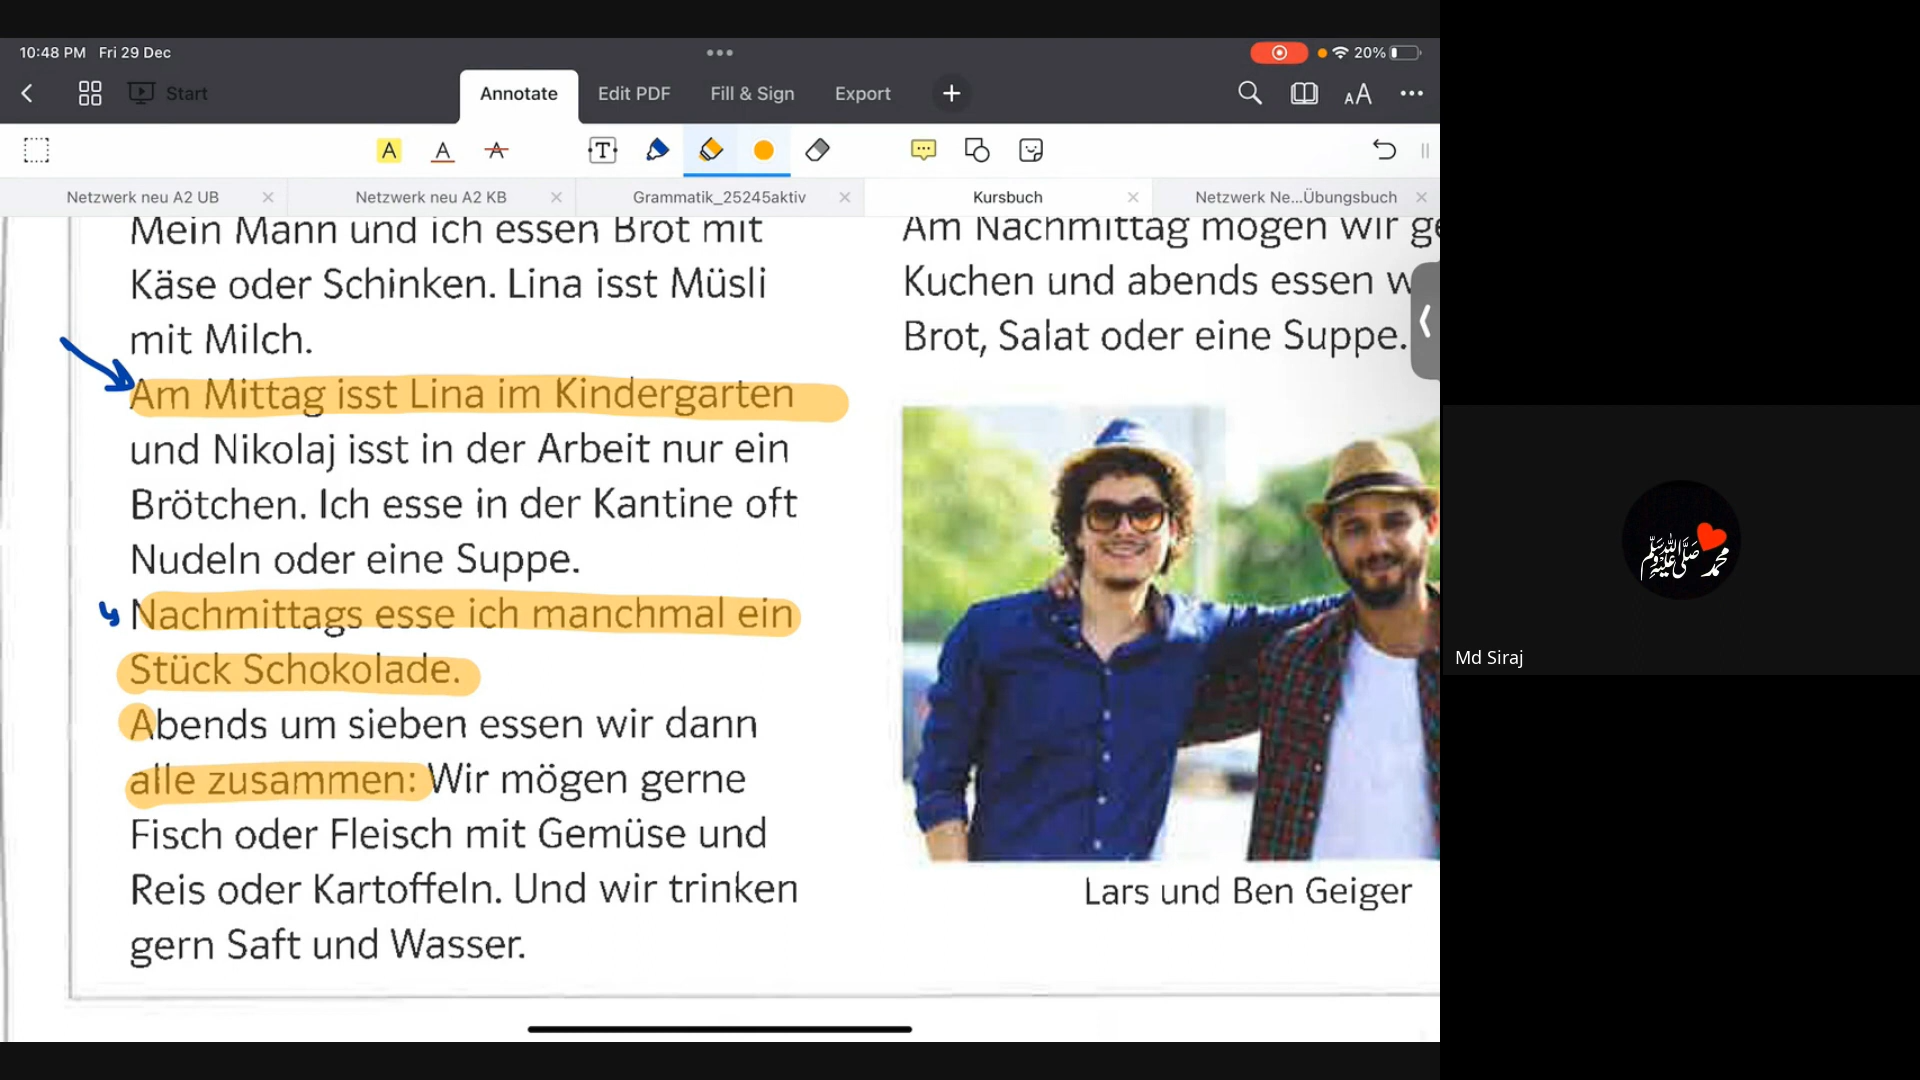 10:48 PM Fri 29 Dec
20%
Start
Annotate
Edit PDF
Fill & Sign
Export
Netzwerk neu A2 UB
Netzwerk neu A2 KB
Grammatik_25245aktiv
Kursbuch
Netzwerk Ne...Übungsbuch
Mein Mann und ich essen Brot mit
Käse oder Schinken. Lina isst Müsli
mit Milch.
Am Mittag isst Lina im Kindergarten
und Nikolaj isst in der Arbeit nur ein
Brötchen. Ich esse in der Kantine oft
Nudeln oder eine Suppe.
Nachmittags esse ich manchmal ein
Stück Schokolade.
Abends um sieben essen wir dann
alle zusammen: Wir mögen gerne
Fisch oder Fleisch mit Gemüse und
Reis oder Kartoffeln. Und wir trinken
gern Saft und Wasser.
Am Nachmittag mögen wir
Kuchen und abends essen
Brot, Salat oder eine Suppe.
Lars und Ben Geiger
محمد صلى الله عليه وسلم
Md Siraj